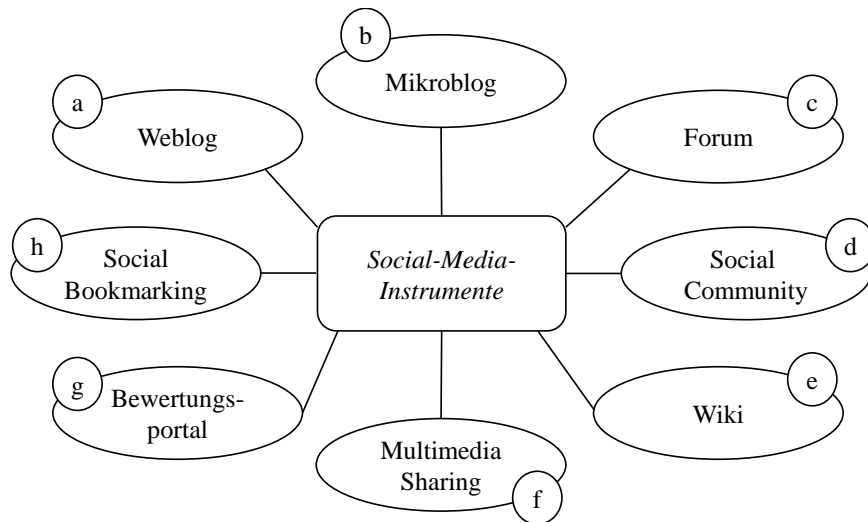 b
Mikroblog
a
Weblog
c
Forum
h
Social
Bookmarking
Social-Media-
Instrumente
d
Social
Community
g
Bewertungs-
portal
Multimedia
Sharing
f
e
Wiki